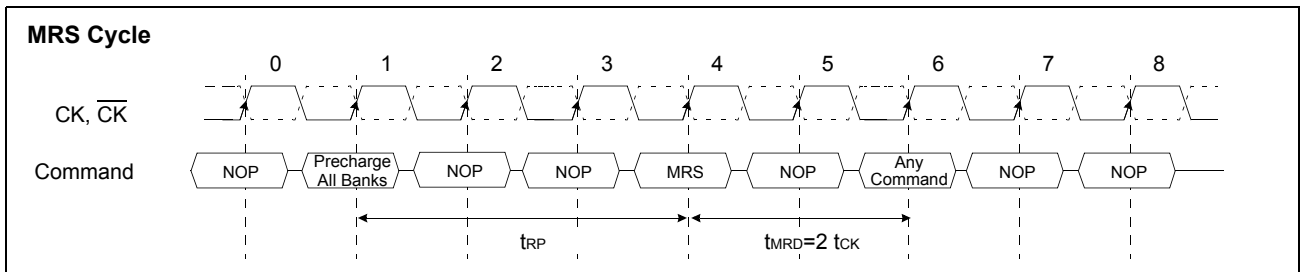 MRS Cycle
0 1 2 3 4 5 6 7 8
CK, C̅K̅
Command
NOP Precharge All Banks NOP NOP MRS NOP Any Command NOP NOP
tRP tMRD=2 tCK